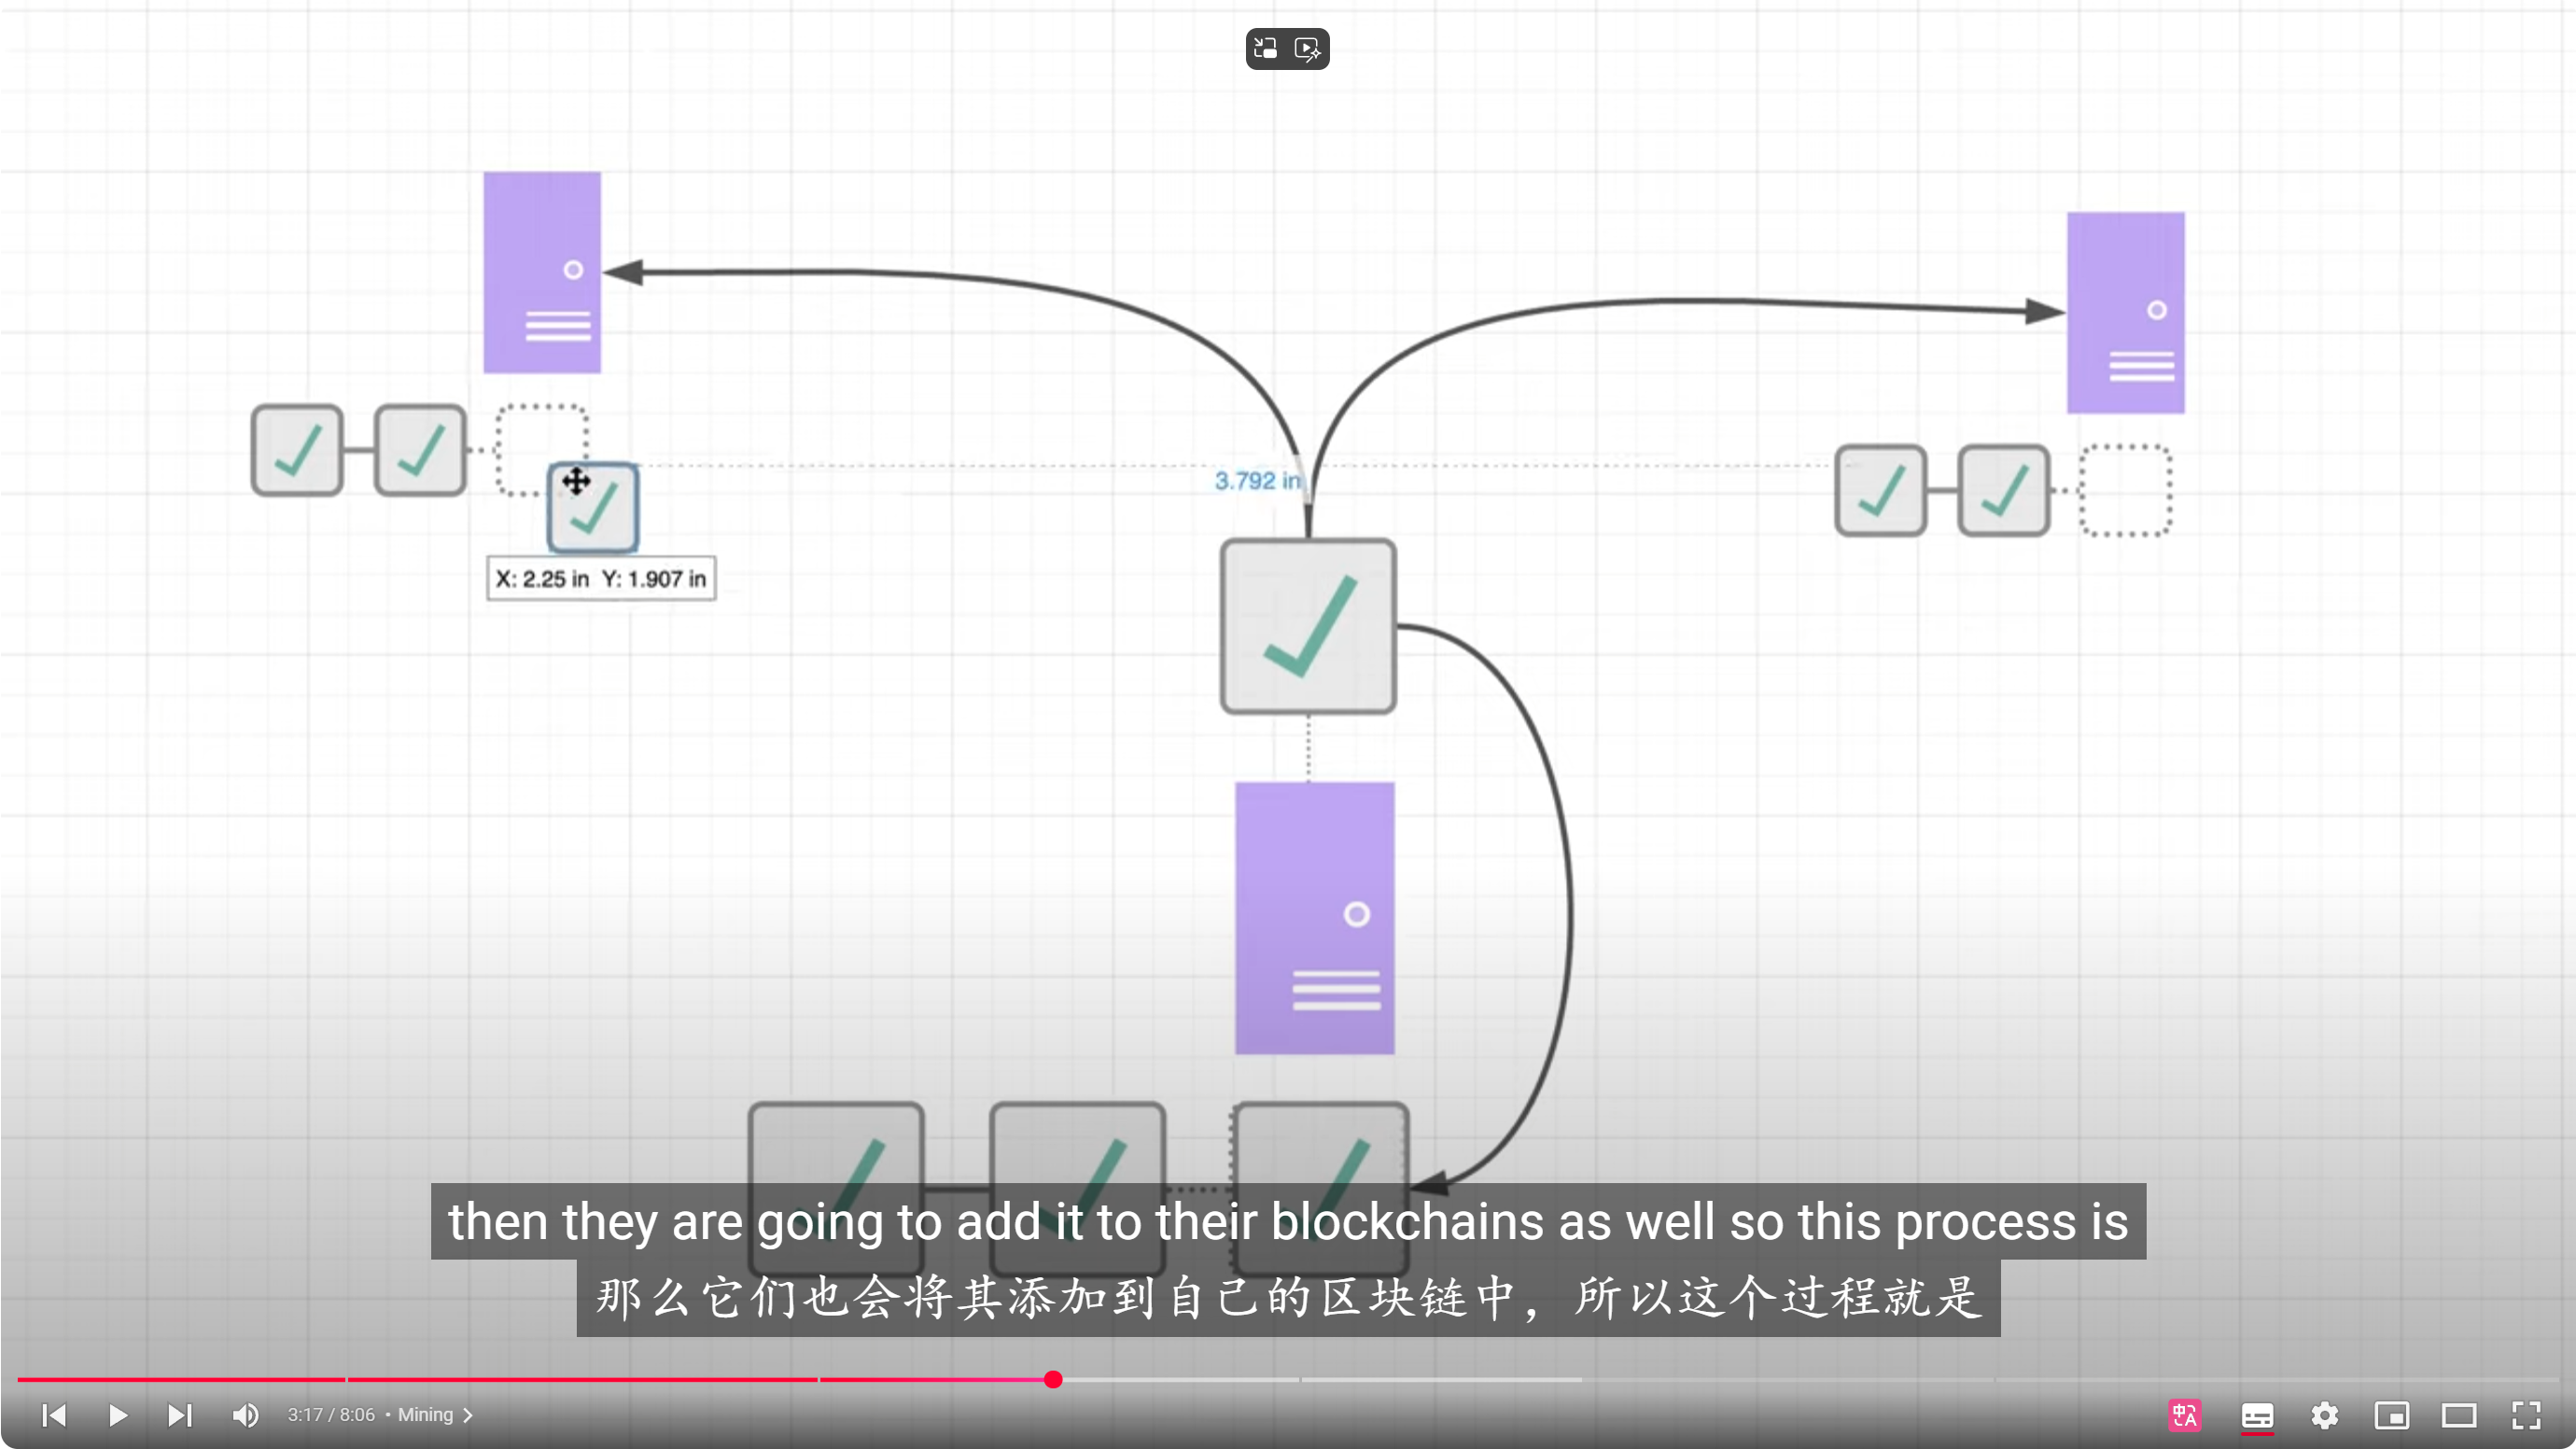 3.792 in
X: 2.25 in Y: 1.907 in
then they are going to add it to their blockchains as well so this process is
那么它们也会将其添加到自己的区块链中，所以这个过程就是
3:17 / 8:06 • Mining
中 A